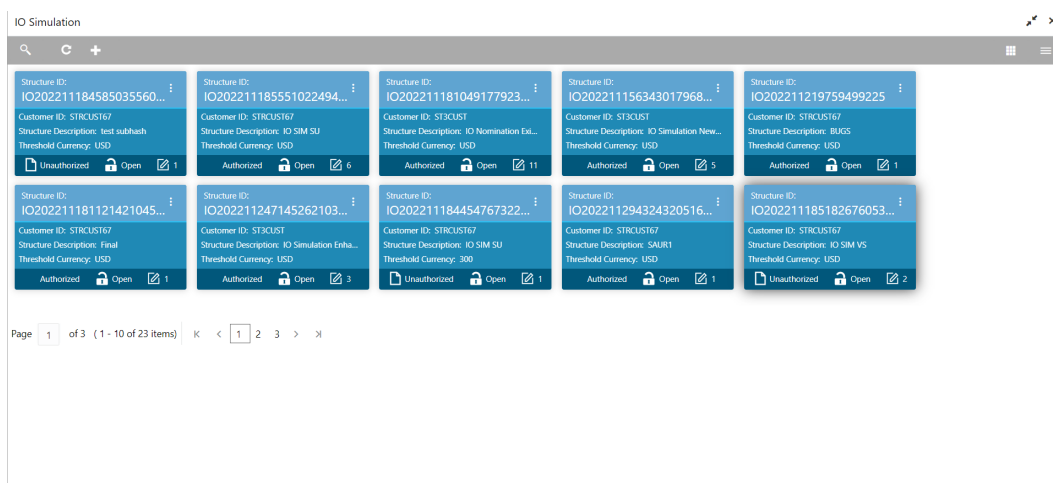 IO Simulation
Structure ID:
IO202211184585035560...
Customer ID: STRCUST67
Structure Description: test subhash
Threshold Currency: USD
Unauthorized Open 1
Structure ID:
IO202211185551022494...
Customer ID: STRCUST67
Structure Description: IO SIM SU
Threshold Currency: USD
Authorized Open 6
Structure ID:
IO202211181049177923...
Customer ID: ST3CUST
Structure Description: IO Nomination Exi...
Threshold Currency: USD
Authorized Open 11
Structure ID:
IO202211156343017968...
Customer ID: ST3CUST
Structure Description: IO Simulation New...
Threshold Currency: USD
Authorized Open 5
Structure ID:
IO202211219759499225
Customer ID: STRCUST67
Structure Description: BUGS
Threshold Currency: USD
Authorized Open 1
Structure ID:
IO202211181121421045...
Customer ID: STRCUST67
Structure Description: Final
Threshold Currency: USD
Authorized Open 1
Structure ID:
IO202211247145262103...
Customer ID: ST3CUST
Structure Description: IO Simulation Enha...
Threshold Currency: USD
Authorized Open 3
Structure ID:
IO202211184454767322...
Customer ID: STRCUST67
Structure Description: IO SIM SU
Threshold Currency: 300
Unauthorized Open 1
Structure ID:
IO202211294324320516...
Customer ID: STRCUST67
Structure Description: SAUR1
Threshold Currency: USD
Authorized Open 1
Structure ID:
IO202211185182676053...
Customer ID: STRCUST67
Structure Description: IO SIM VS
Threshold Currency: USD
Unauthorized Open 2
Page 1 of 3 ( 1 - 10 of 23 items) 1 2 3